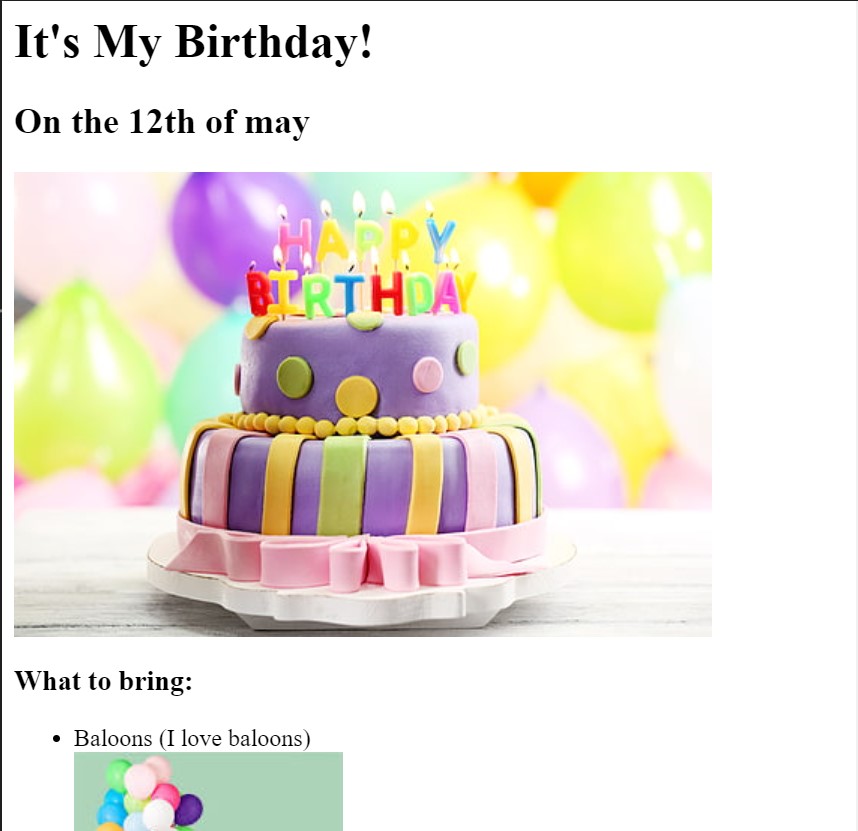 It's My Birthday!
On the 12th of may
HAPPY
BIRTHDAY
What to bring:
Baloons (I love baloons)